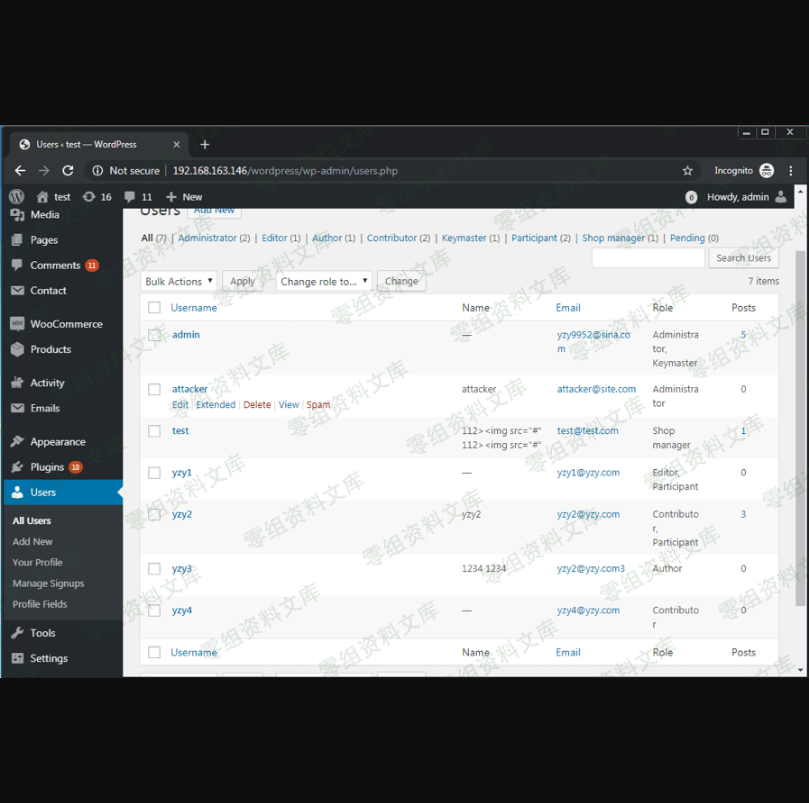 Users ‹ test — WordPress
Not secure | 192.168.163.146/wordpress/wp-admin/users.php
Incognito
test 16 11 + New
0 Howdy, admin
Media
Pages
Comments 11
Contact
WooCommerce
Products
Activity
Emails
Appearance
Plugins 10
Users
All Users
Add New
Your Profile
Manage Signups
Profile Fields
Tools
Settings
Users Add New
All (7) | Administrator (2) | Editor (1) | Author (1) | Contributor (2) | Keymaster (1) | Participant (2) | Shop manager (1) | Pending (0)
Search Users
Bulk Actions Apply Change role to... Change 7 items
Username Name Email Role Posts
admin — yzy9952@sina.co Administra 5
m tor,
Keymaster
attacker attacker attacker@site.com Administra 0
Edit | Extended | Delete | View | Spam tor
test 112> <img src="#" test@test.com Shop 1
112> <img src="#" manager
yzy1 — yzy1@yzy.com Editor, 0
Participant
yzy2 yzy2 yzy2@yzy.com Contributo 3
r,
Participant
yzy3 1234 1234 yzy2@yzy.com3 Author 0
yzy4 — yzy4@yzy.com Contributo 0
r
Username Name Email Role Posts
零组资料文库